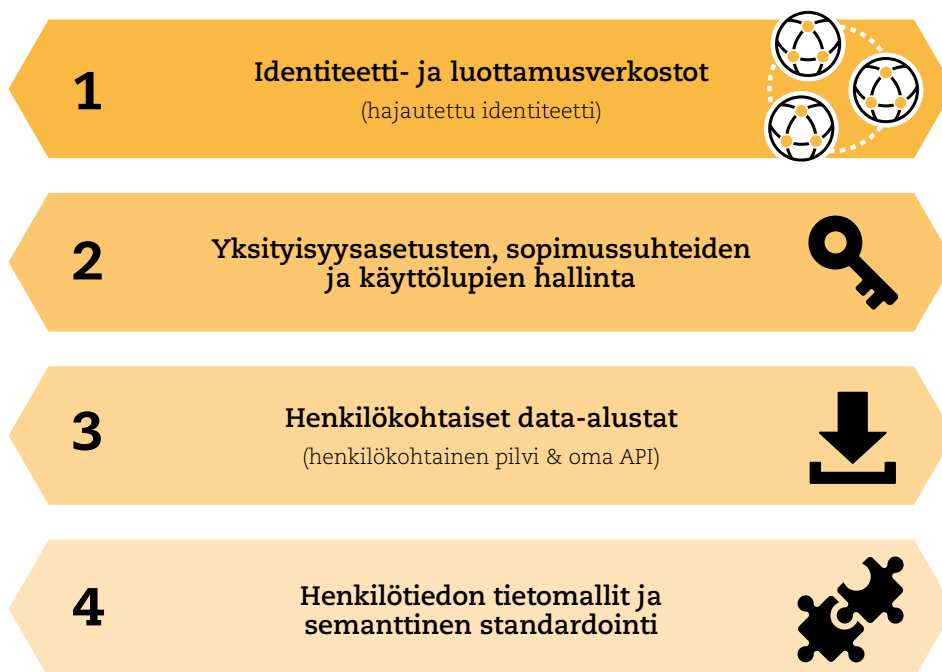 1
Identiteetti- ja luottamusverkostot
(hajautettu identiteetti)
2
Yksityisyysasetusten, sopimussuhteiden
ja käyttölupien hallinta
3
Henkilökohtaiset data-alustat
(henkilökohtainen pilvi & oma API)
4
Henkilötiedon tietomallit ja
semanttinen standardointi